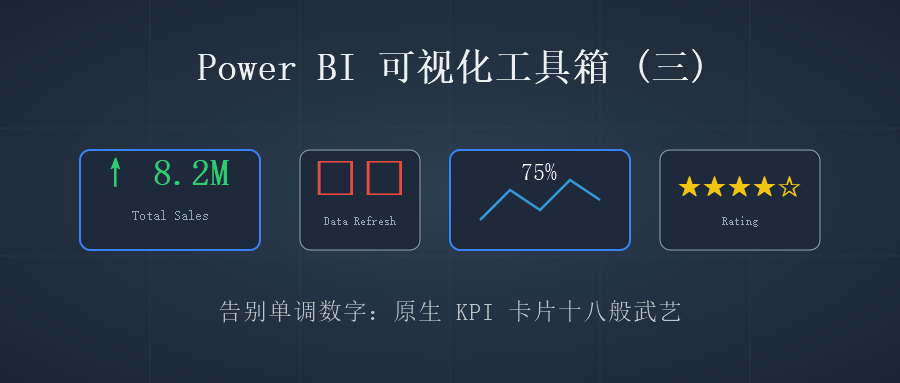 Power BI 可视化工具箱 (三)
↑ 8.2M
Total Sales
Data Refresh
75%
★★★★☆
Rating
告别单调数字: 原生 KPI 卡片十八般武艺